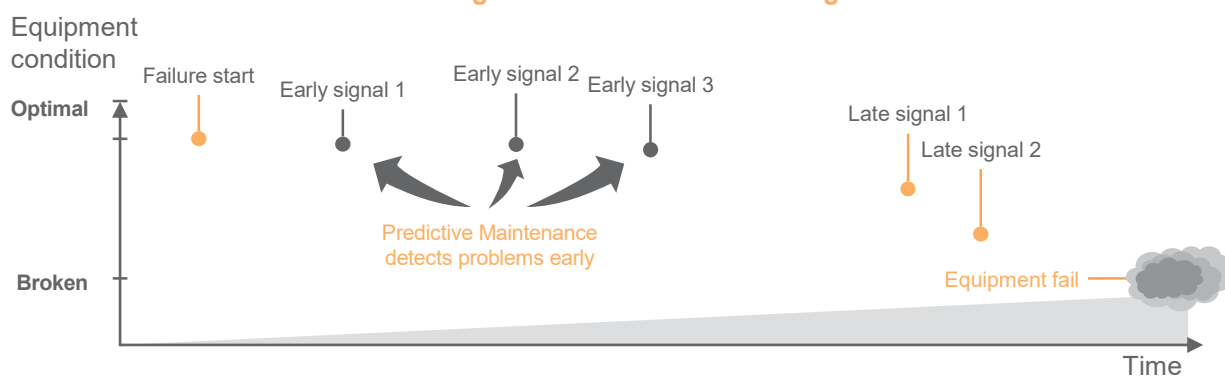 Equipment
condition
Failure start
Early signal 1
Early signal 2
Early signal 3
Optimal
Late signal 1
Late signal 2
Predictive Maintenance
detects problems early
Broken
Equipment fail
Time